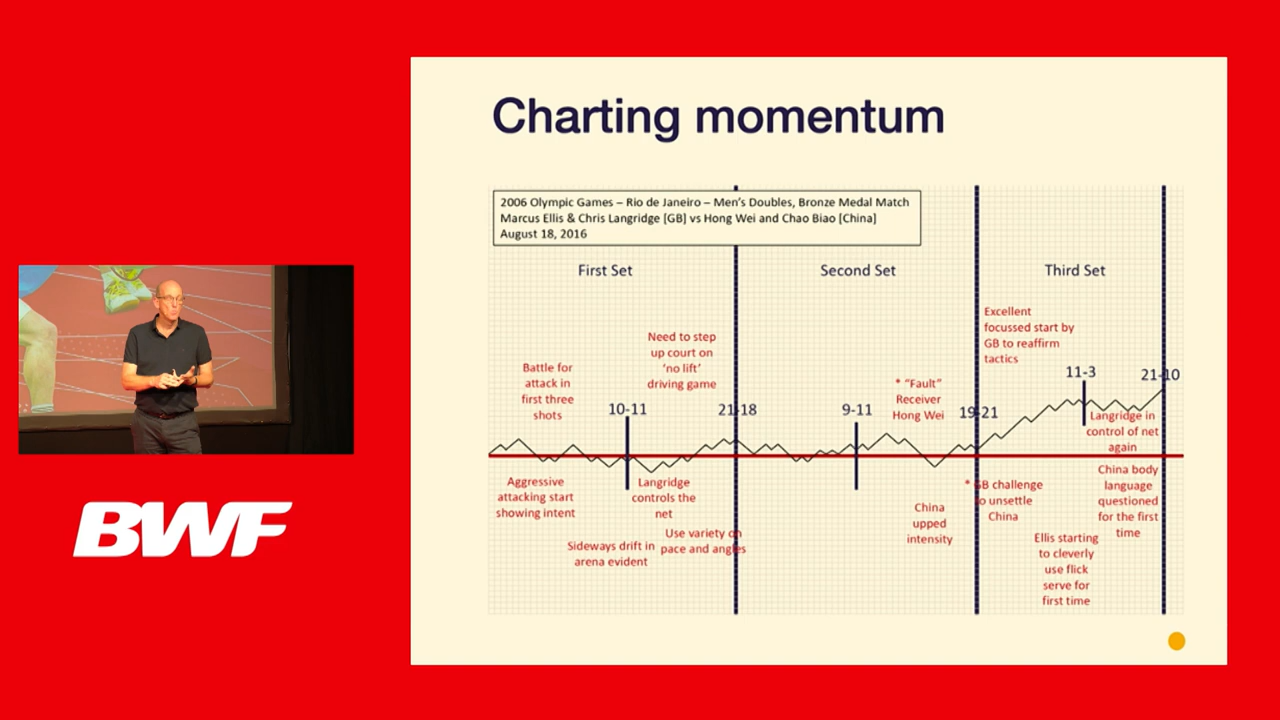 Charting momentum
2006 Olympic Games – Rio de Janeiro – Men's Doubles, Bronze Medal Match
Marcus Ellis & Chris Langridge [GB] vs Hong Wei and Chao Biao [China]
August 18, 2016
First Set
Second Set
Third Set
Battle for
attack in
first three
shots
Need to step
up court on
'no lift'
driving game
10-11
21-18
9-11
* "Fault"
Receiver
Hong Wei
19-21
Excellent
focussed start by
GB to reaffirm
tactics
11-3
21-10
Langridge in
control of net
again
Aggressive
attacking start
showing intent
Langridge
controls the
net
Sideways drift in
arena evident
Use variety on
pace and angles
China
upped
intensity
* GB challenge
to unsettle
China
China body
language
questioned
for the first
time
Ellis starting
to cleverly
use flick
serve for
first time
BWF